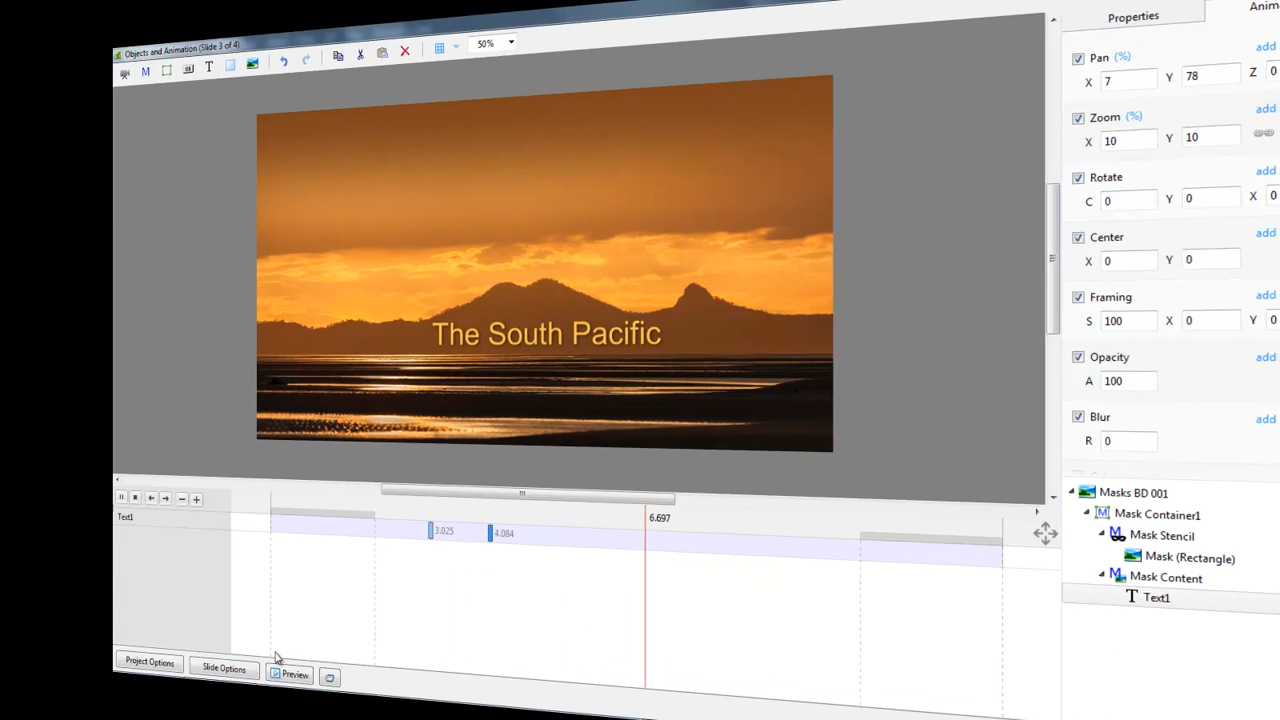 Objects and Animation (Slide 3 of 4)
50%
The South Pacific
Text1
3.025
4.084
6.697
Project Options
Slide Options
Preview
Properties
Pan (%)
add
X 7 Y 78 Z 0
Zoom (%)
add
X 10 Y 10
Rotate
add
C 0 Y 0 X 0
Center
add
X 0 Y 0
Framing
add
S 100 X 0 Y 0
Opacity
add
A 100
Blur
add
R 0
Masks BD 001
Mask Container1
Mask Stencil
Mask (Rectangle)
Mask Content
Text1